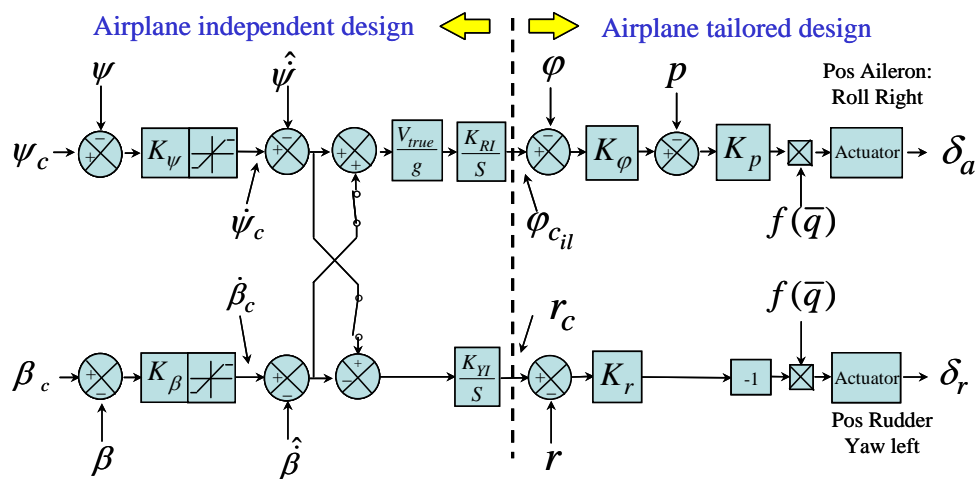 Airplane independent design
Airplane tailored design
ψ
ψ̇̂
φ
p
Pos Aileron:
Roll Right
ψ_c
+
−
K_ψ
+
−
+
+
V_true
g
K_RI
S
+
−
K_φ
+
−
K_p
Actuator
δ_a
ψ̇_c
φ_c_il
f(q̅)
β̇_c
r_c
f(q̅)
β_c
+
−
K_β
+
−
+
−
K_YI
S
+
−
K_r
-1
Actuator
δ_r
β
β̇̂
r
Pos Rudder
Yaw left